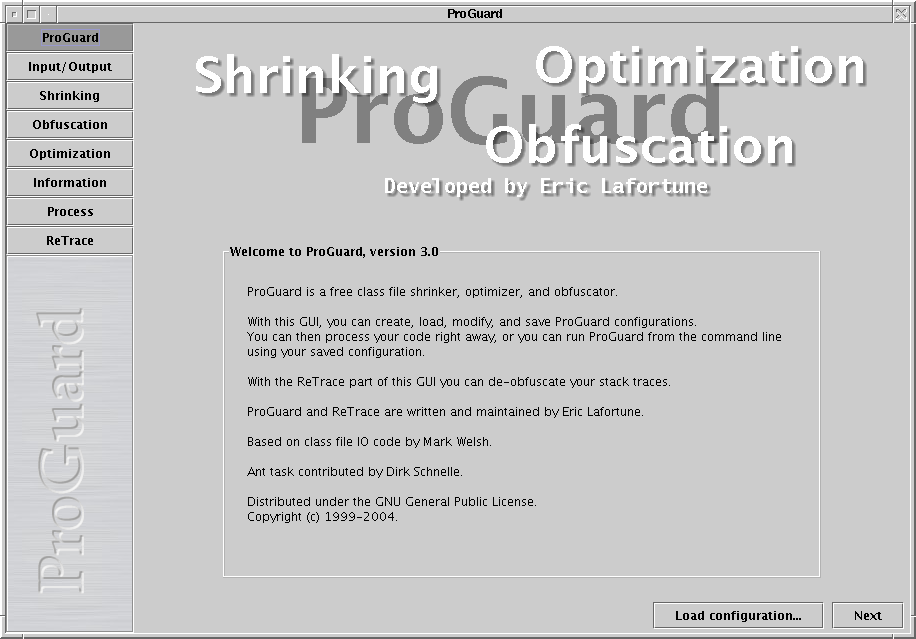 ProGuard
ProGuard
Input/Output
Shrinking
Obfuscation
Optimization
Information
Process
ReTrace
ProGuard
Shrinking
Optimization
ProGuard
Obfuscation
Developed by Eric Lafortune
Welcome to ProGuard, version 3.0
ProGuard is a free class file shrinker, optimizer, and obfuscator.
With this GUI, you can create, load, modify, and save ProGuard configurations.
You can then process your code right away, or you can run ProGuard from the command line
using your saved configuration.
With the ReTrace part of this GUI you can de-obfuscate your stack traces.
ProGuard and ReTrace are written and maintained by Eric Lafortune.
Based on class file IO code by Mark Welsh.
Ant task contributed by Dirk Schnelle.
Distributed under the GNU General Public License.
Copyright (c) 1999-2004.
Load configuration...
Next